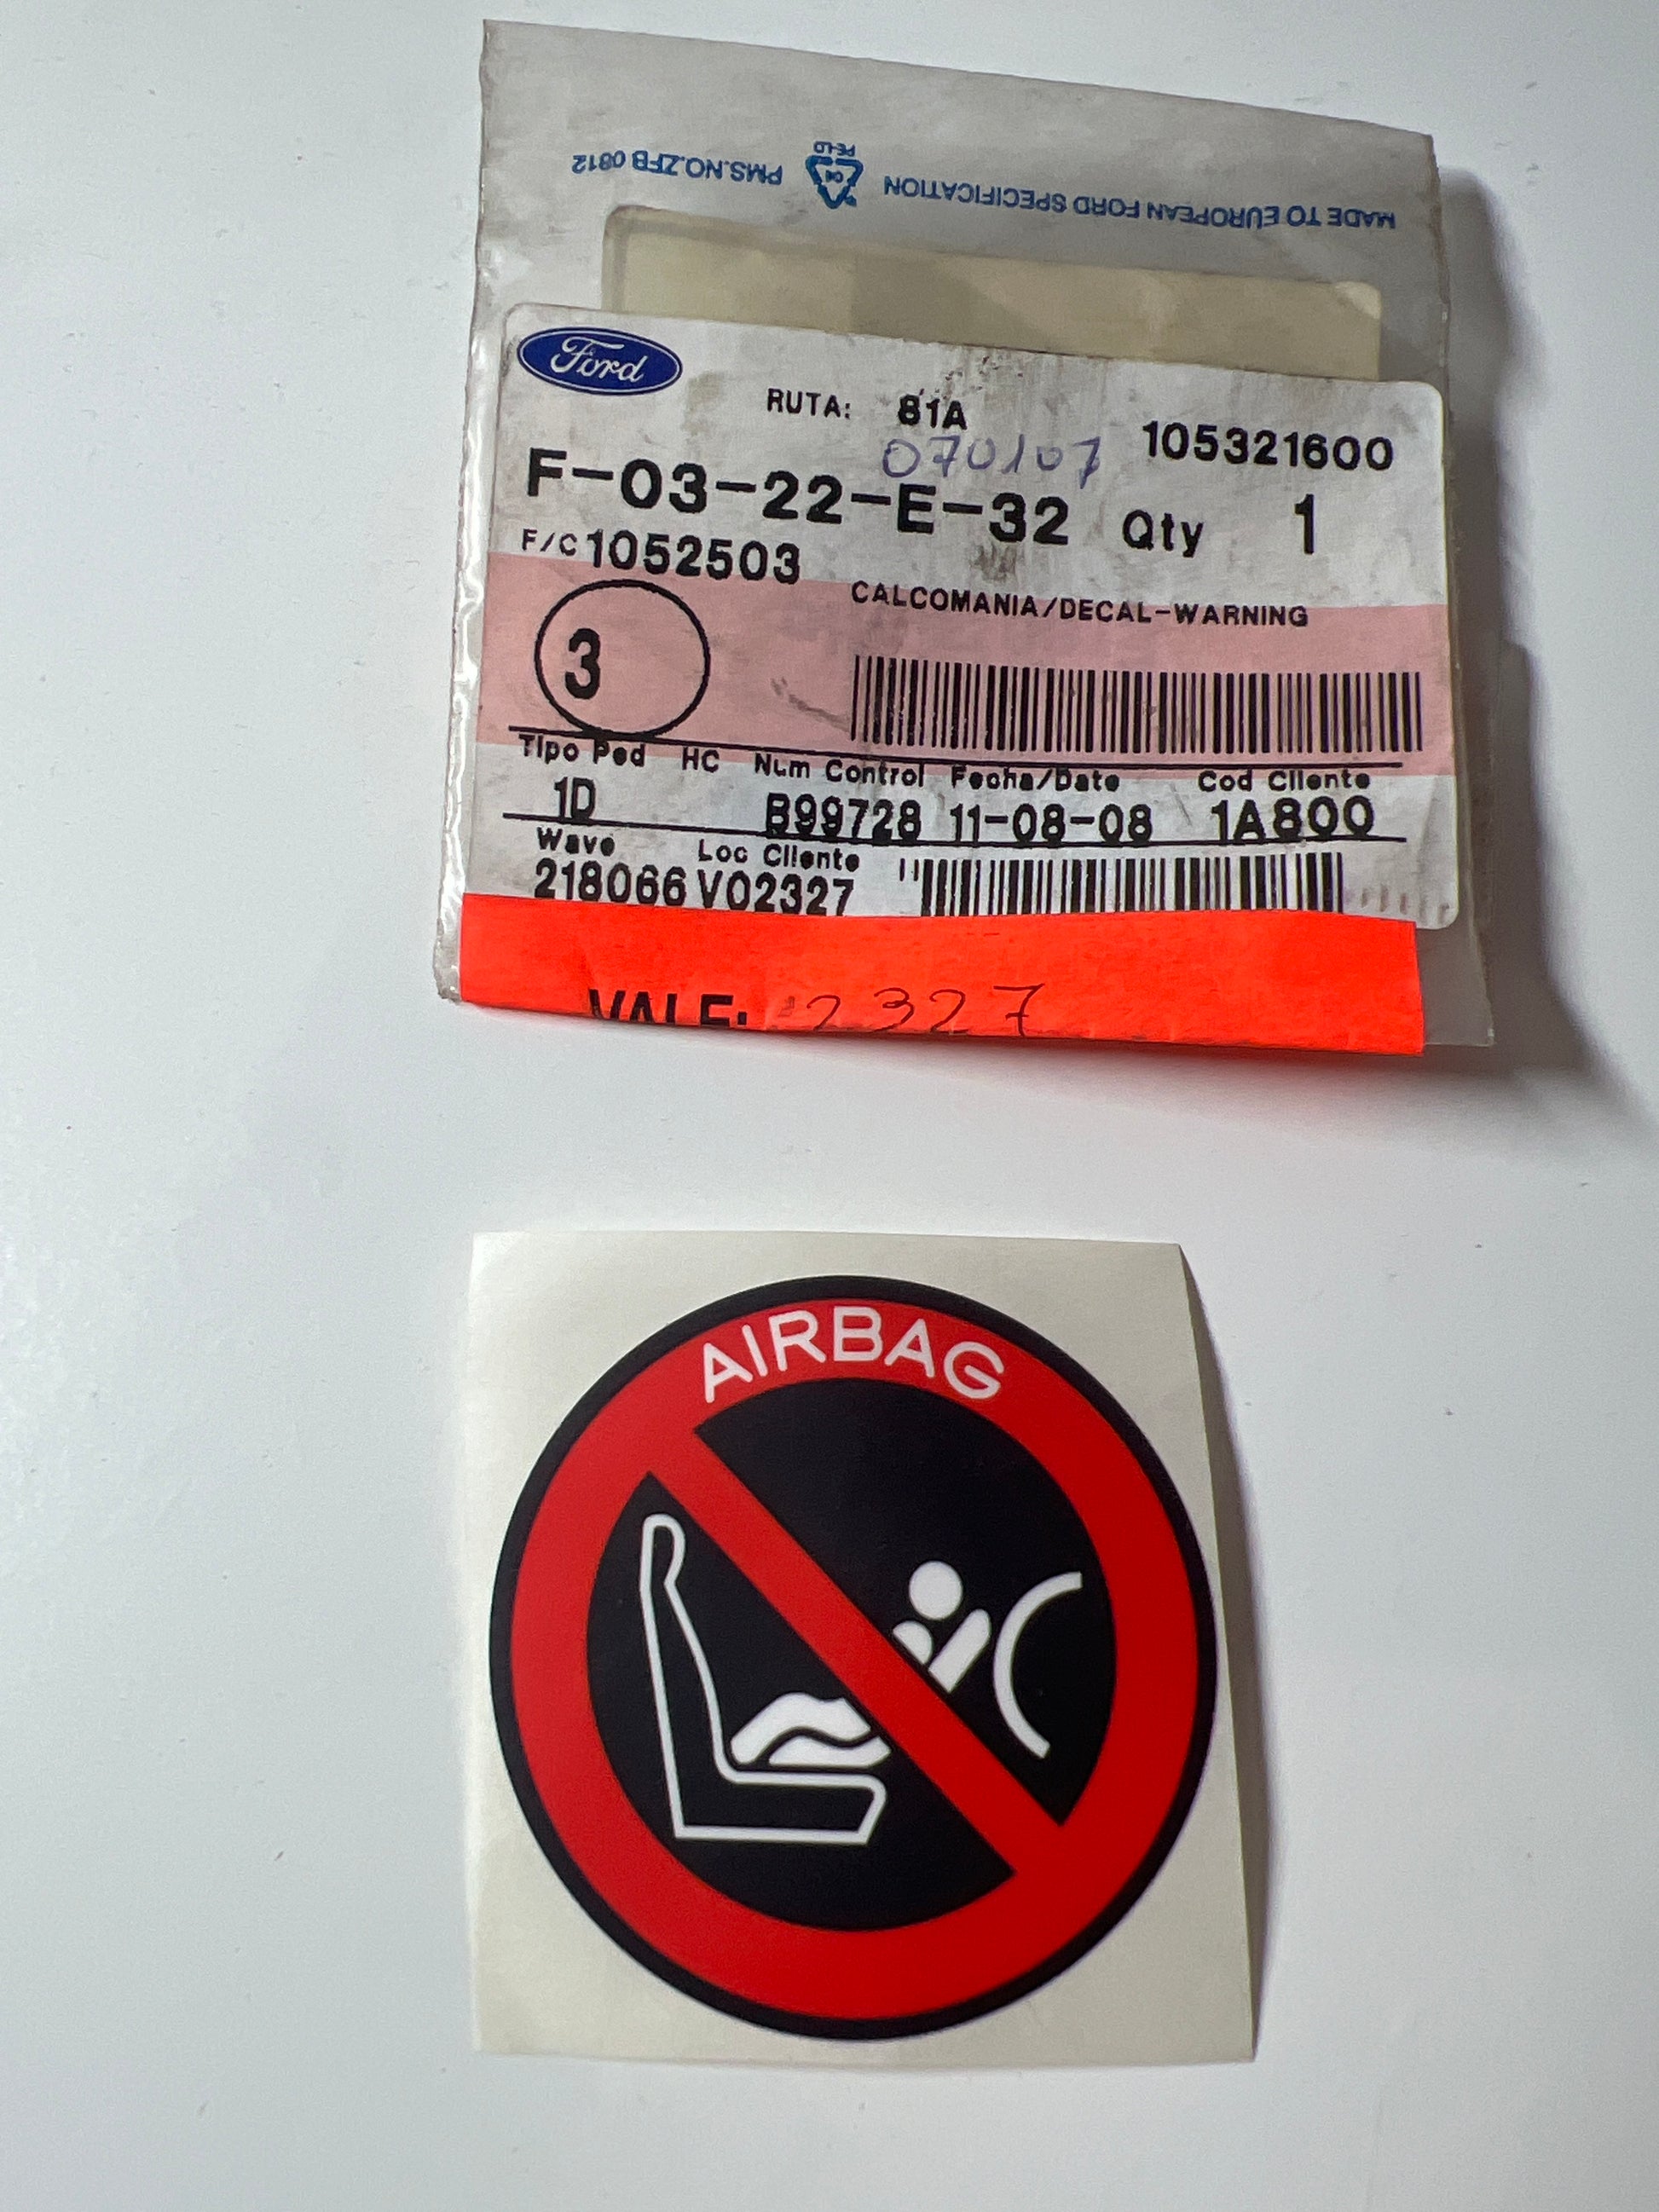 MADE TO EUROPEAN FORD SPECIFICATION PE-LD PMS.NO.ZFB 0812
Ford
RUTA: 81A
070107
105321600
F-03-22-E-32 Qty 1
F/C 1052503
CALCOMANIA/DECAL-WARNING
3
Tipo Ped HC Num Control Fecha/Date Cod Cliente
1D B99728 11-08-08 1A800
Wave Loc Cliente
218066 V02327
VALE: 2327
AIRBAG